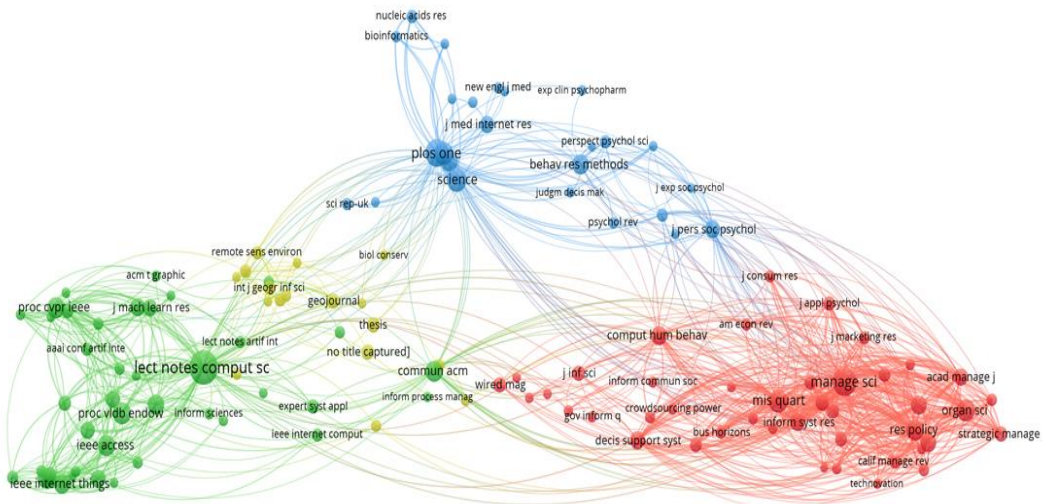 nucleic acids res
bioinformatics
new engl j med
exp clin psychopharm
j med internet res
perspect psychol sci
plos one
behav res methods
science
judgm decis mak
j exp soc psychol
sci rep-uk
psychol rev
j pers soc psychol
remote sens environ
biol conserv
acm t graphic
j consum res
int j geogr inf sci
geojournal
proc cvpr ieee
j mach learn res
j appl psychol
thesis
am econ rev
comput hum behav
j marketing res
lect notes artif int
aaai conf artif inte
no title captured]
lect notes comput sc
commun acm
j inf sci
wired mag
inform commun soc
manage sci
acad manage j
inform process manag
mis quart
expert syst appl
crowdsourcing power
proc vldb endow
inform sciences
gov inform q
organ sci
inform syst res
ieee internet comput
bus horizons
res policy
strategic manage
decis support syst
ieee access
calif manage rev
ieee internet things
technovation